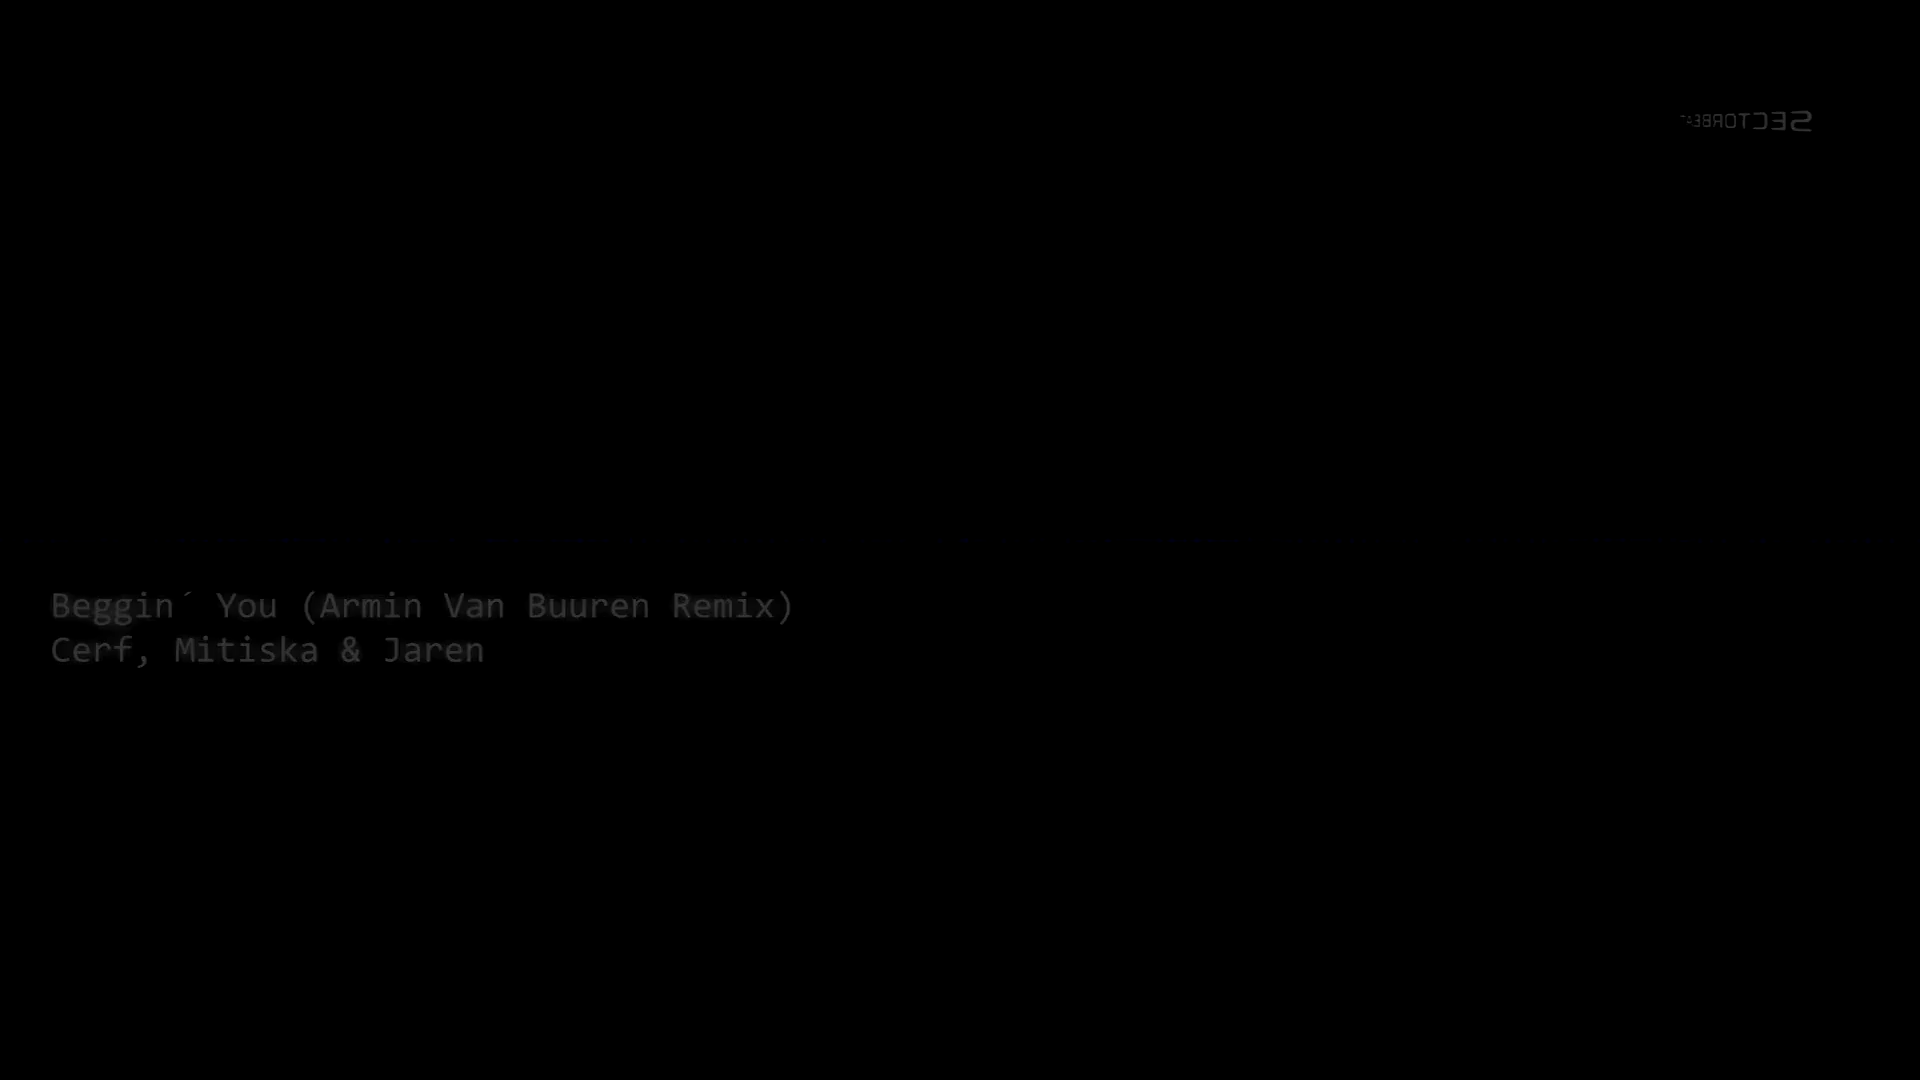 Beggin´ You (Armin Van Buuren Remix)
Cerf, Mitiska & Jaren